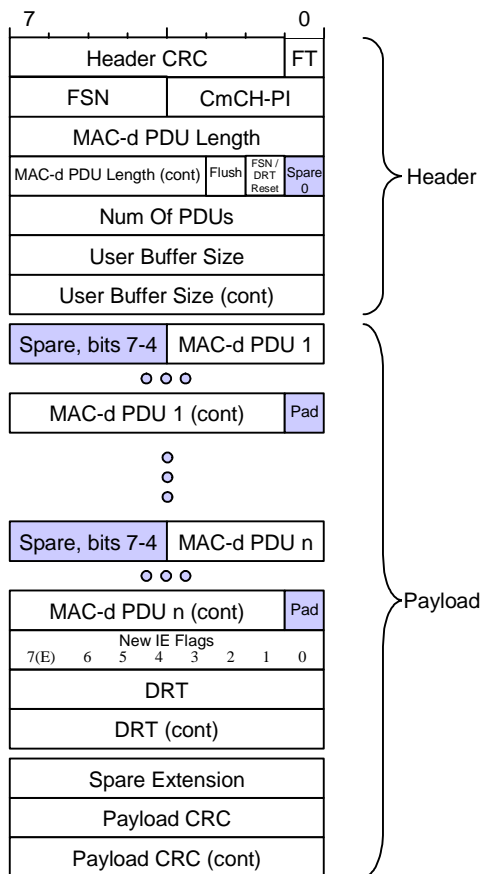 7 0
Header CRC FT
FSN CmCH-PI
MAC-d PDU Length
MAC-d PDU Length (cont) Flush FSN / DRT Reset Spare 0
Num Of PDUs
User Buffer Size
User Buffer Size (cont)
Header
Spare, bits 7-4 MAC-d PDU 1
MAC-d PDU 1 (cont) Pad
Spare, bits 7-4 MAC-d PDU n
MAC-d PDU n (cont) Pad
Payload
New IE Flags
7(E) 6 5 4 3 2 1 0
DRT
DRT (cont)
Spare Extension
Payload CRC
Payload CRC (cont)